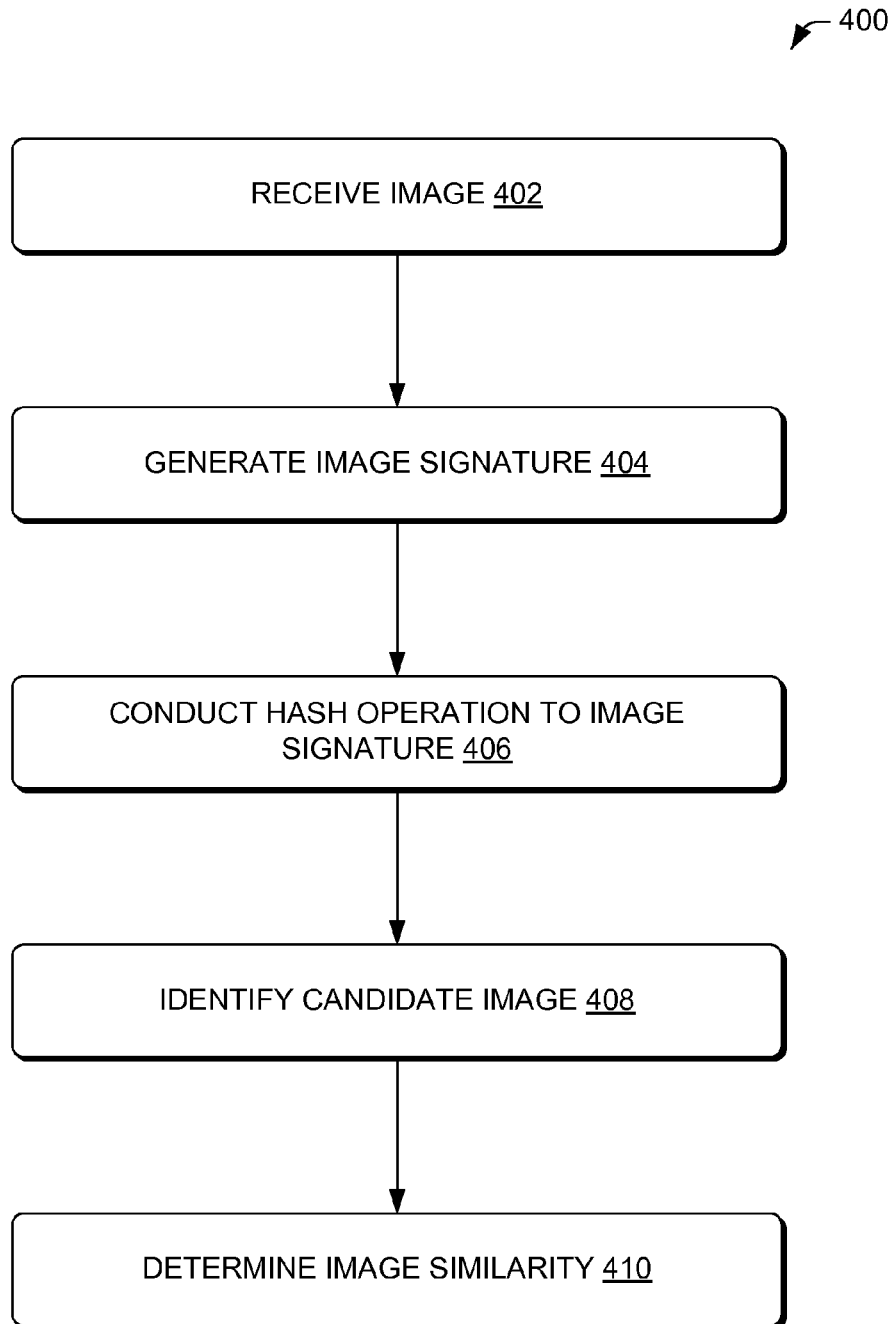 400
RECEIVE IMAGE 402
GENERATE IMAGE SIGNATURE 404
CONDUCT HASH OPERATION TO IMAGE
SIGNATURE 406
IDENTIFY CANDIDATE IMAGE 408
DETERMINE IMAGE SIMILARITY 410